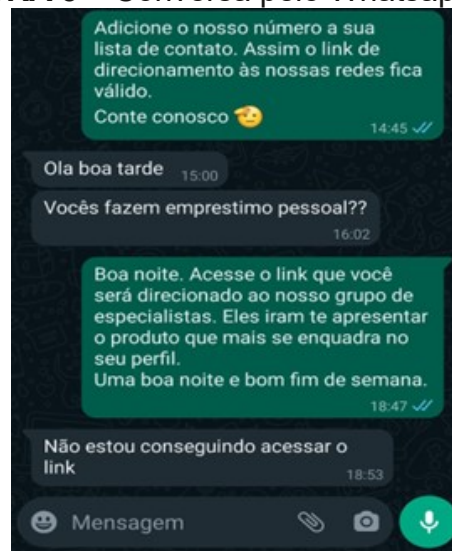 Conversa pelo Whatsap
Adicione o nosso número a sua
lista de contato. Assim o link de
direcionamento às nossas redes fica
válido.
Conte conosco 🫡
14:45
Ola boa tarde 15:00
Vocês fazem emprestimo pessoal??
16:02
Boa noite. Acesse o link que você
será direcionado ao nosso grupo de
especialistas. Eles iram te apresentar
o produto que mais se enquadra no
seu perfil.
Uma boa noite e bom fim de semana.
18:47
Não estou conseguindo acessar o
link
18:53
Mensagem